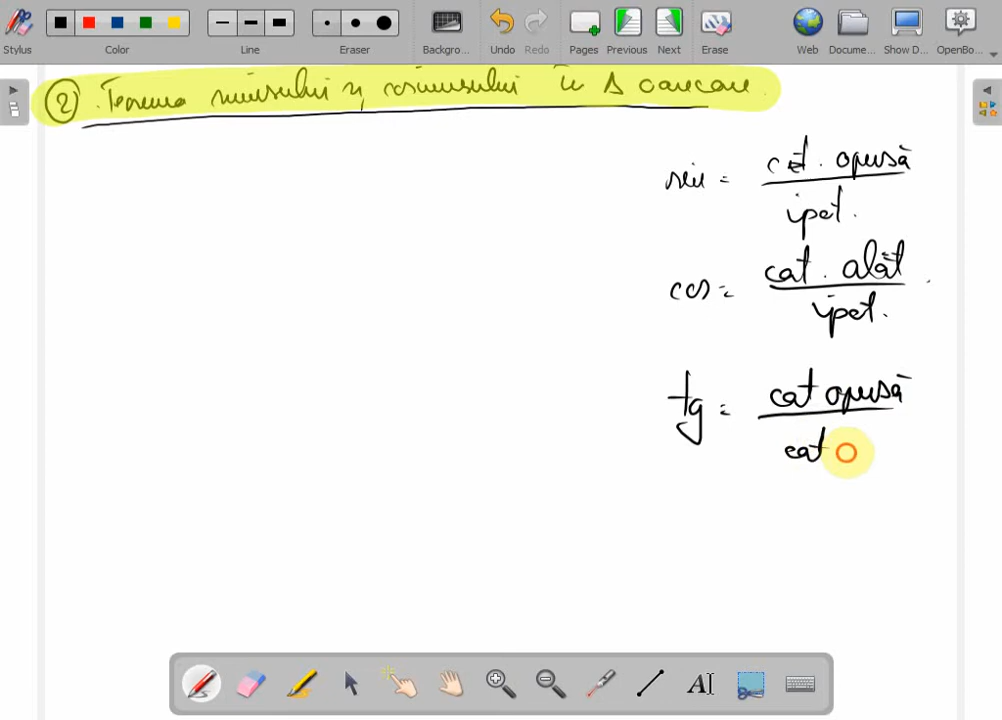 Stylus
Color
Line
Eraser
Backgro...
Undo
Redo
Pages
Previous
Next
Erase
Web
Docume...
Show D...
OpenBo...
2. Teorema sinusului și cosinusului în Δ oarecare.
sin = cat. opusă
ipot.
cos = cat. alăt.
ipot.
tg = cat opusă
cat